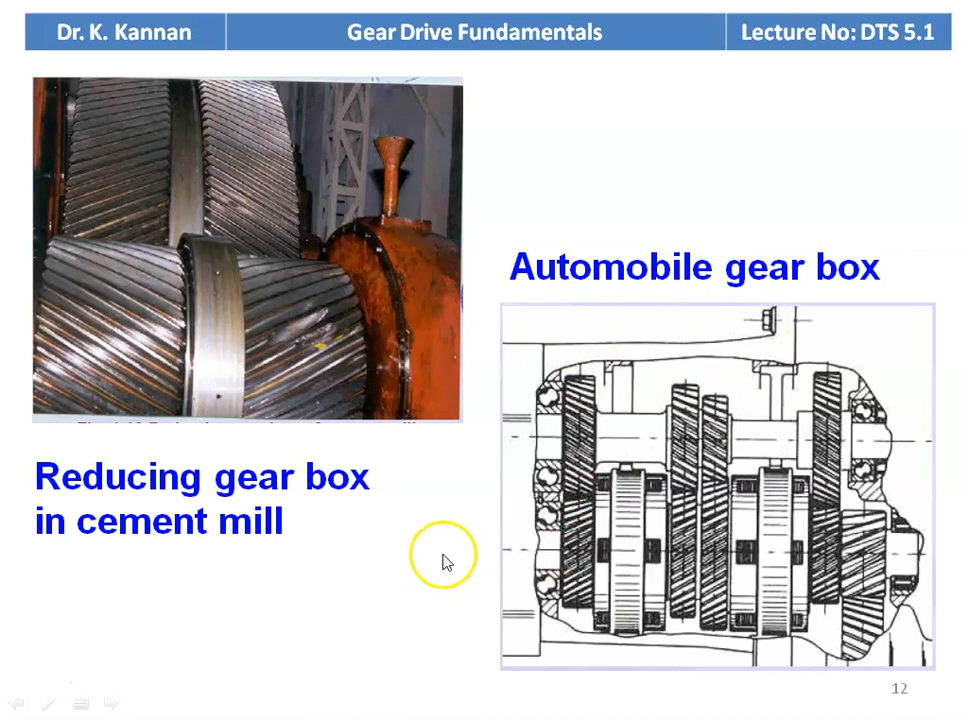 Dr. K. Kannan
Gear Drive Fundamentals
Lecture No: DTS 5.1
Automobile gear box
Reducing gear box
in cement mill
12